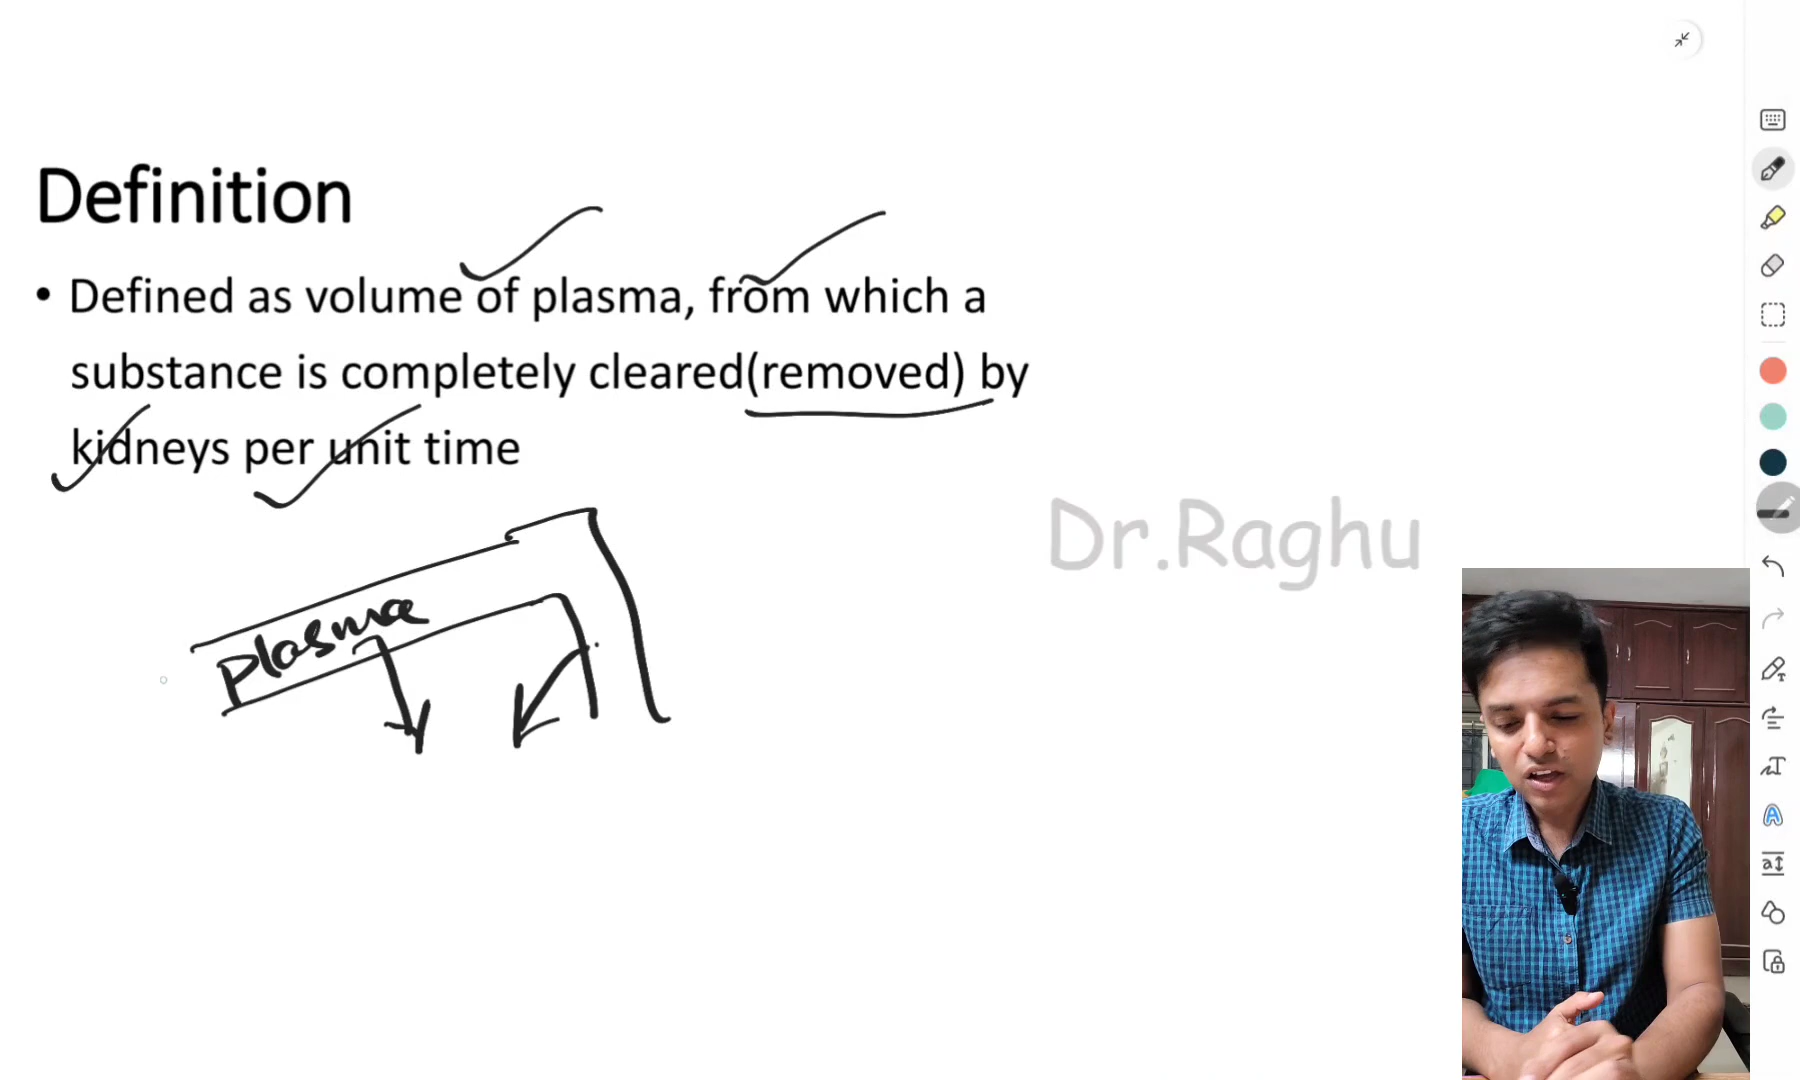 Definition
• Defined as volume of plasma, from which a
substance is completely cleared(removed) by
kidneys per unit time
Dr.Raghu
Plasma